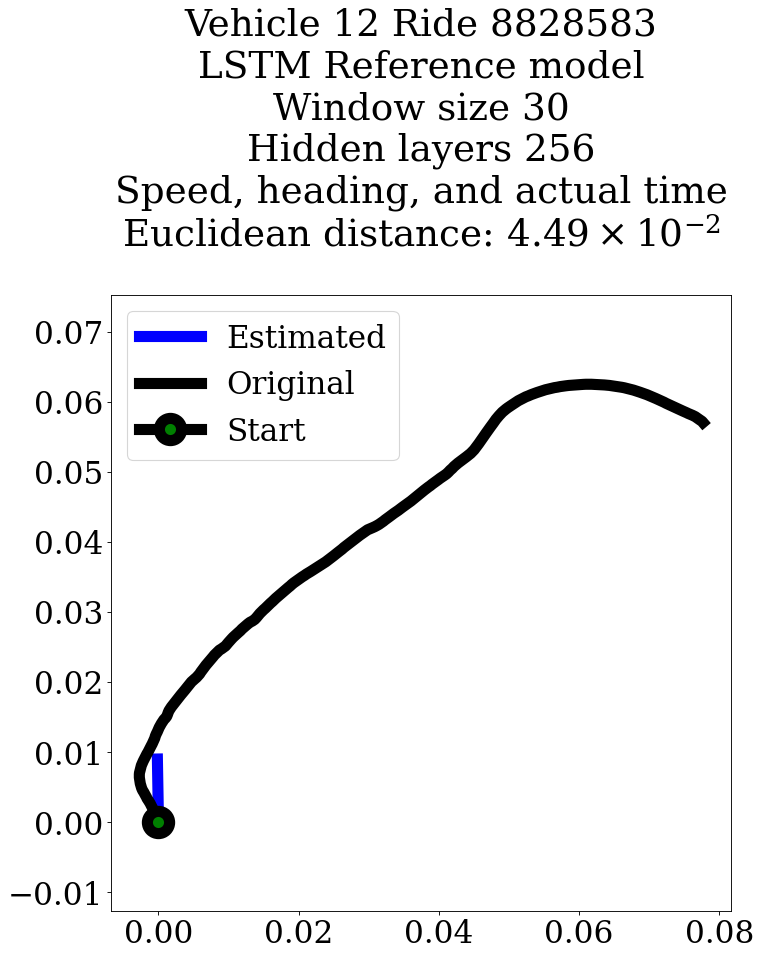 Vehicle 12 Ride 8828583
LSTM Reference model
Window size 30
Hidden layers 256
Speed, heading, and actual time
Euclidean distance: 4.49 × 10⁻²
Estimated
Original
Start
0.07
0.06
0.05
0.04
0.03
0.02
0.01
0.00
−0.01
0.00 0.02 0.04 0.06 0.08